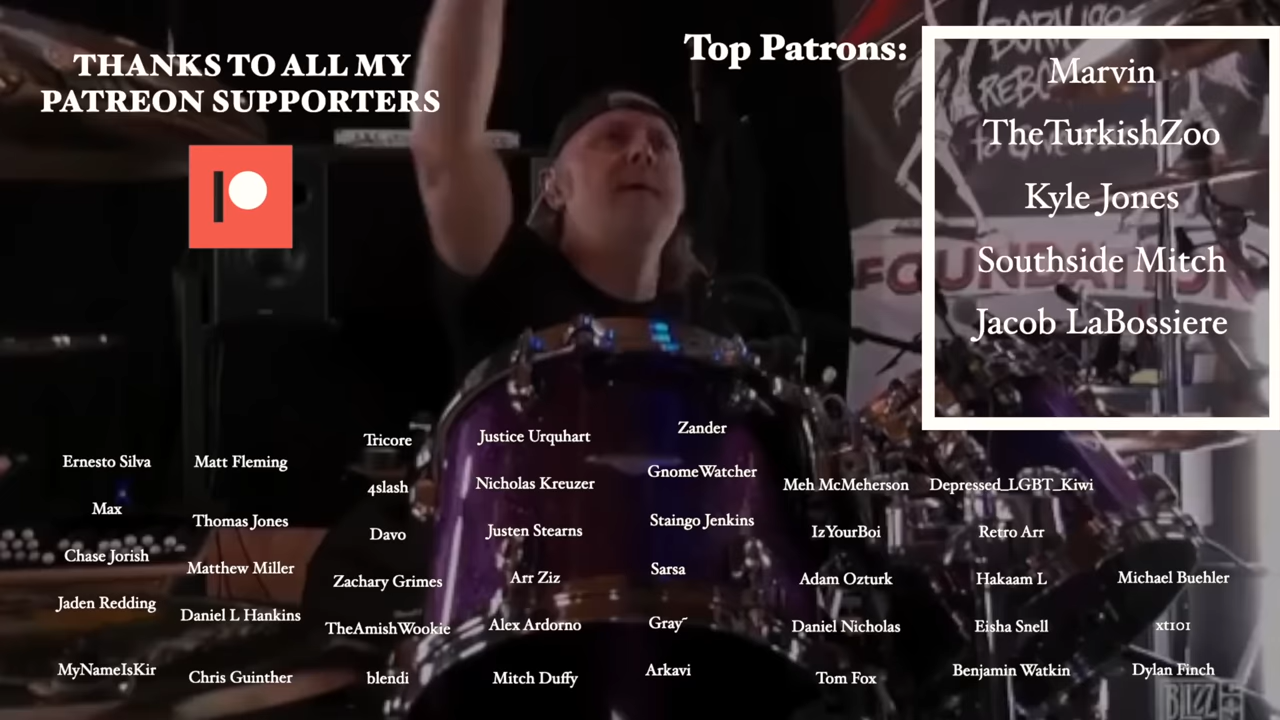 THANKS TO ALL MY
PATREON SUPPORTERS
Top Patrons:
Marvin
TheTurkishZoo
Kyle Jones
Southside Mitch
Jacob LaBossiere
BORN
REBO
FOUNDATION
Ernesto Silva
Max
Chase Jorish
Jaden Redding
MyNameIsKir
Matt Fleming
Thomas Jones
Matthew Miller
Daniel L Hankins
Chris Guinther
Tricore
4slash
Davo
Zachary Grimes
TheAmishWookie
blendi
Justice Urquhart
Nicholas Kreuzer
Justen Stearns
Arr Ziz
Alex Ardorno
Mitch Duffy
Zander
GnomeWatcher
Staingo Jenkins
Sarsa
Gray˜
Arkavi
Meh McMeherson
IzYourBoi
Adam Ozturk
Daniel Nicholas
Tom Fox
Depressed_LGBT_Kiwi
Retro Arr
Hakaam L
Eisha Snell
Benjamin Watkin
Michael Buehler
xt101
Dylan Finch
BLIZZ